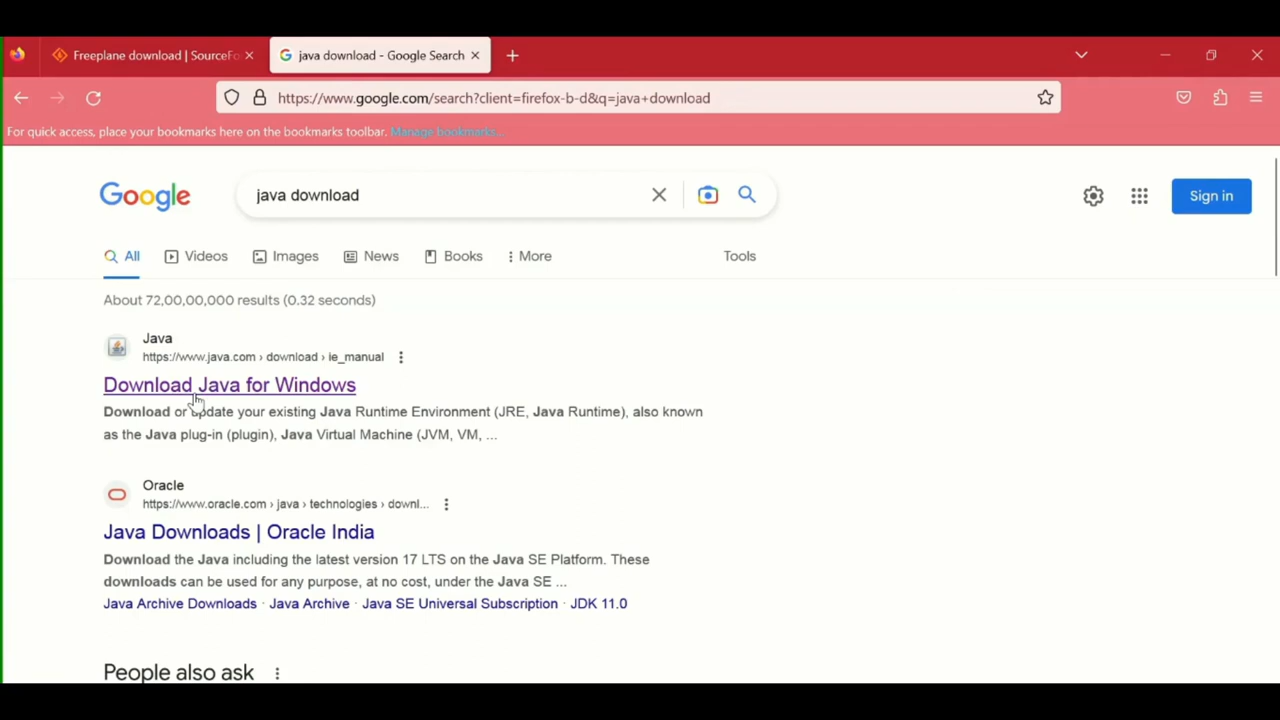 Freeplane download | SourceFo
java download - Google Search
https://www.google.com/search?client=firefox-b-d&q=java+download
For quick access, place your bookmarks here on the bookmarks toolbar. Manage bookmarks...
Google
java download
Sign in
All Videos Images News Books More Tools
About 72,00,00,000 results (0.32 seconds)
Java
https://www.java.com › download › ie_manual
Download Java for Windows
Download or update your existing Java Runtime Environment (JRE, Java Runtime), also known
as the Java plug-in (plugin), Java Virtual Machine (JVM, VM, ...
Oracle
https://www.oracle.com › java › technologies › downl...
Java Downloads | Oracle India
Download the Java including the latest version 17 LTS on the Java SE Platform. These
downloads can be used for any purpose, at no cost, under the Java SE ...
Java Archive Downloads · Java Archive · Java SE Universal Subscription · JDK 11.0
People also ask